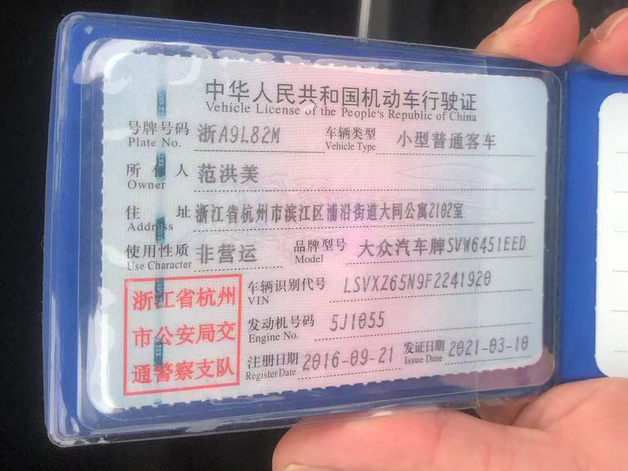 中华人民共和国机动车行驶证
Vehicle License of the People's Republic of China
号牌号码 浙A9L82M 车辆类型 小型普通客车
Plate No. Vehicle Type
所有人 范洪美
Owner
住址 浙江省杭州市滨江区浦沿街道大同公寓2102室
Address
使用性质 非营运 品牌型号 大众汽车牌SVW6451EED
Use Character Model
浙江省杭州
市公安局交
通警察支队
车辆识别代号 LSVXZ65N9F2241920
VIN
发动机号码 5J1055
Engine No.
注册日期 2016-09-21 发证日期 2021-03-10
Register Date Issue Date